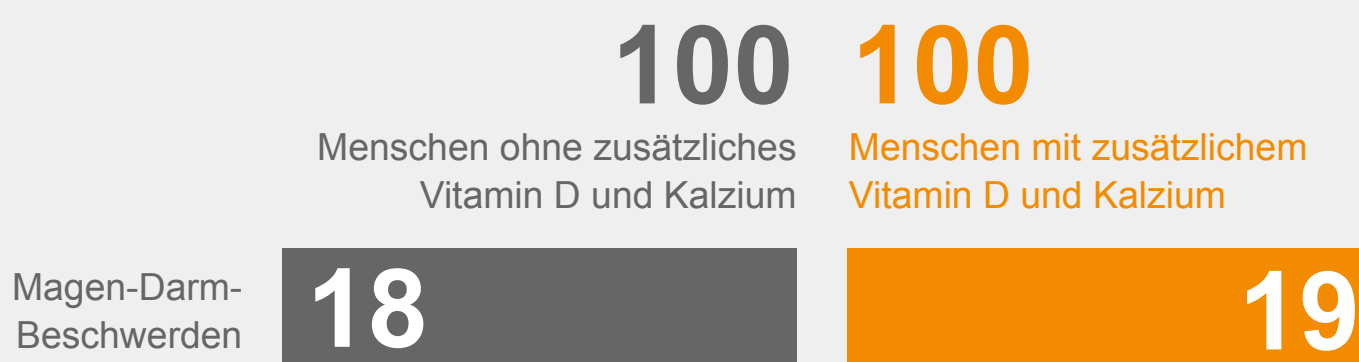 100 100
Menschen ohne zusätzliches Menschen mit zusätzlichem
Vitamin D und Kalzium Vitamin D und Kalzium
Magen-Darm-
Beschwerden
18 19